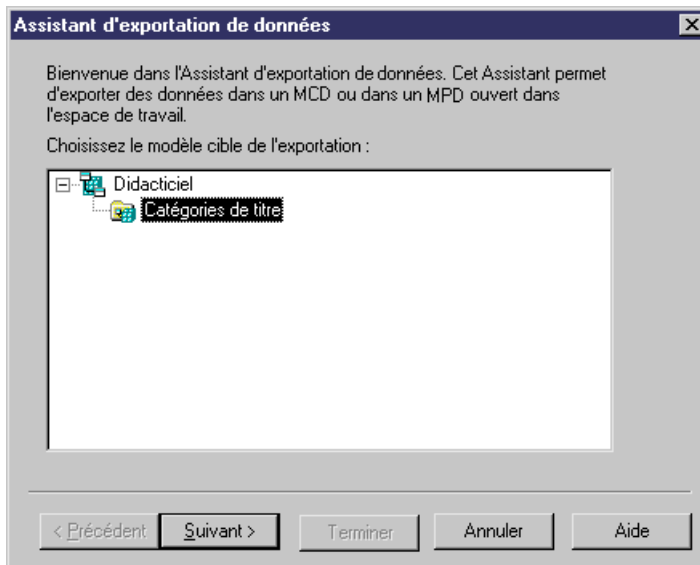 Assistant d'exportation de données
Bienvenue dans l'Assistant d'exportation de données. Cet Assistant permet
d'exporter des données dans un MCD ou dans un MPD ouvert dans
l'espace de travail.
Choisissez le modèle cible de l'exportation :
Didacticiel
Catégories de titre
< Précédent
Suivant >
Terminer
Annuler
Aide